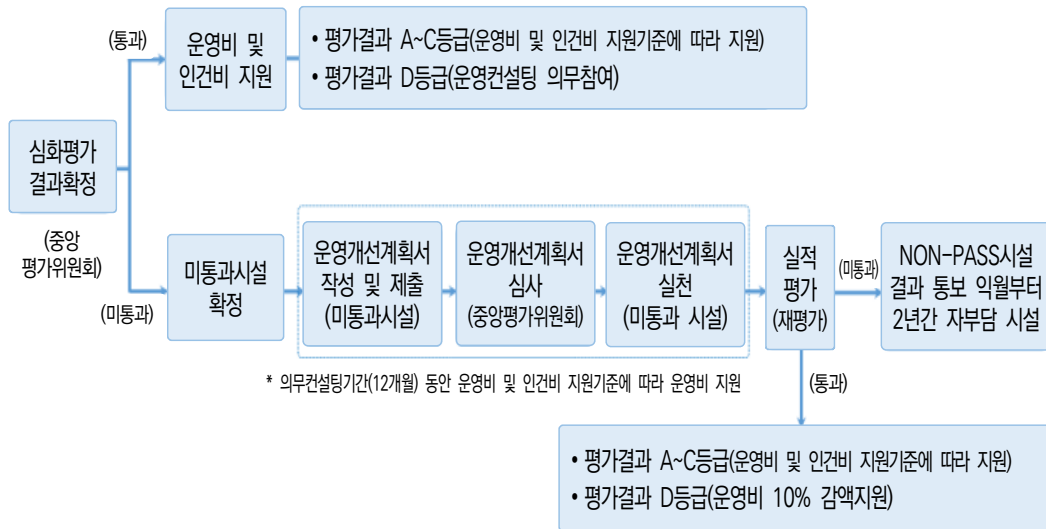 (통과)
운영비 및
인건비 지원
• 평가결과 A~C등급(운영비 및 인건비 지원기준에 따라 지원)
• 평가결과 D등급(운영컨설팅 의무참여)
심화평가
결과확정
(중앙
평가위원회)
(미통과)
미통과시설
확정
운영개선계획서
작성 및 제출
(미통과시설)
운영개선계획서
심사
(중앙평가위원회)
운영개선계획서
실천
(미통과 시설)
실적
평가
(재평가)
(미통과)
NON-PASS시설
결과 통보 익월부터
2년간 자부담 시설
* 의무컨설팅기간(12개월) 동안 운영비 및 인건비 지원기준에 따라 운영비 지원
(통과)
• 평가결과 A~C등급(운영비 및 인건비 지원기준에 따라 지원)
• 평가결과 D등급(운영비 10% 감액지원)